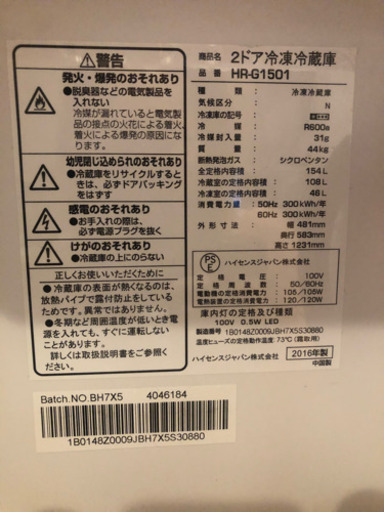 ⚠警告
発火・爆発のおそれあり
●脱臭器などの電気製品を
入れない
冷媒が漏れていると電気製
品の接点の火花による着火、
着火、爆発の原因に
幼児閉じ込められのおそれあり
●冷蔵庫をリサイクルするとき
は、必ずドアパッキング
をはずす
感電のおそれあり
●お手入れの際は、必ず
電源プラグを抜く
けがのおそれあり
●冷蔵庫の上にのらない
正しくお使いいただくために
●冷蔵庫の表面が熱くなるのは、
放熱パイプで露付防止をしている
ためですので、異常ではありま
せん。
●冬期など周囲温度が低いとき電
源を入れても、すぐに運転しない
ことがあります。
詳しくは取扱説明書をご覧ください。
商品名 2ドア冷凍冷蔵庫
品番 HR-G1501
種類：冷凍冷蔵庫
気候区分： N
冷凍室の記号：
冷媒： R600a
冷媒封入量： 31g
質量： 44kg
断熱発泡ガス： シクロペンタン
全定格内容積： 154L
冷蔵室の定格内容積： 108L
冷凍室の定格内容積： 46L
消費電力量：50Hz 300kWh/年
60Hz 300kWh/年
外形寸法： 幅 481mm
奥行 583mm
高さ 1231mm
PSE ハイセンスジャパン株式会社
定格電圧： 100V
定格周波数： 50/60Hz
電動機の定格消費電力： 105/105W
電熱装置の定格消費電力： 120/120W
庫内灯の定格及び種類
100V 0.5W LED
製造番号 1B0148Z0009JBH7X5S30880
温度ヒューズの定格動作温度：73℃（霜取用）
ハイセンスジャパン株式会社
2016年製
中国製
Batch.NO.BH7X5 4046184
1B0148Z0009JBH7X5S30880